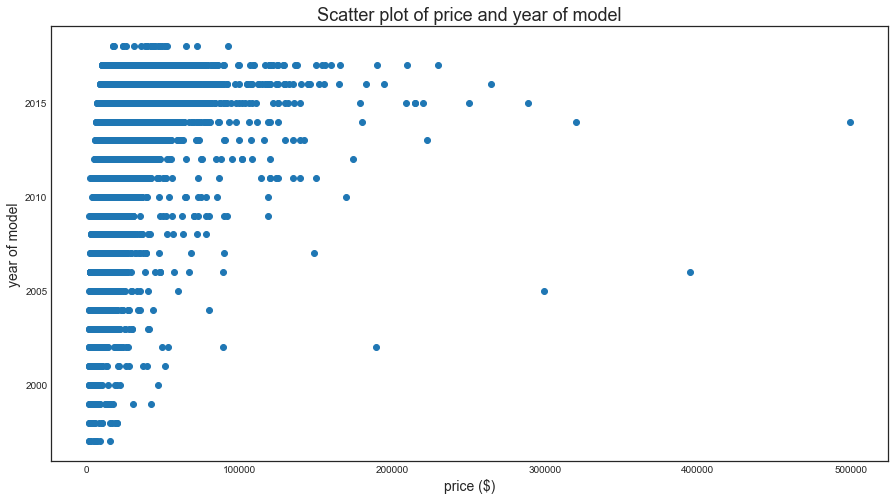 Scatter plot of price and year of model
year of model
2015
2010
2005
2000
0 100000 200000 300000 400000 500000
price ($)